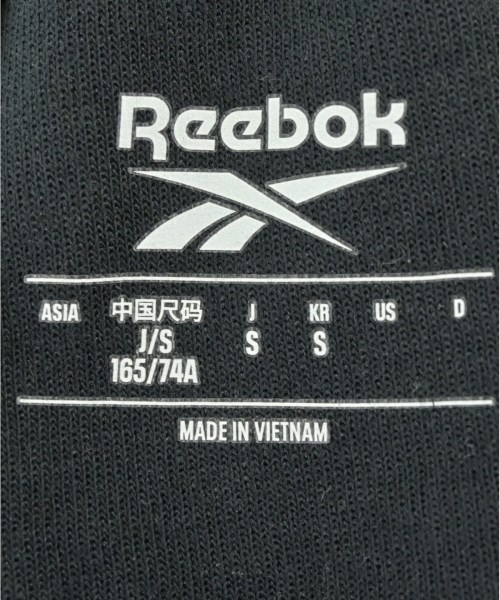 Reebok
ASIA 中国尺码 J KR US D
J/S S S
165/74A
MADE IN VIETNAM